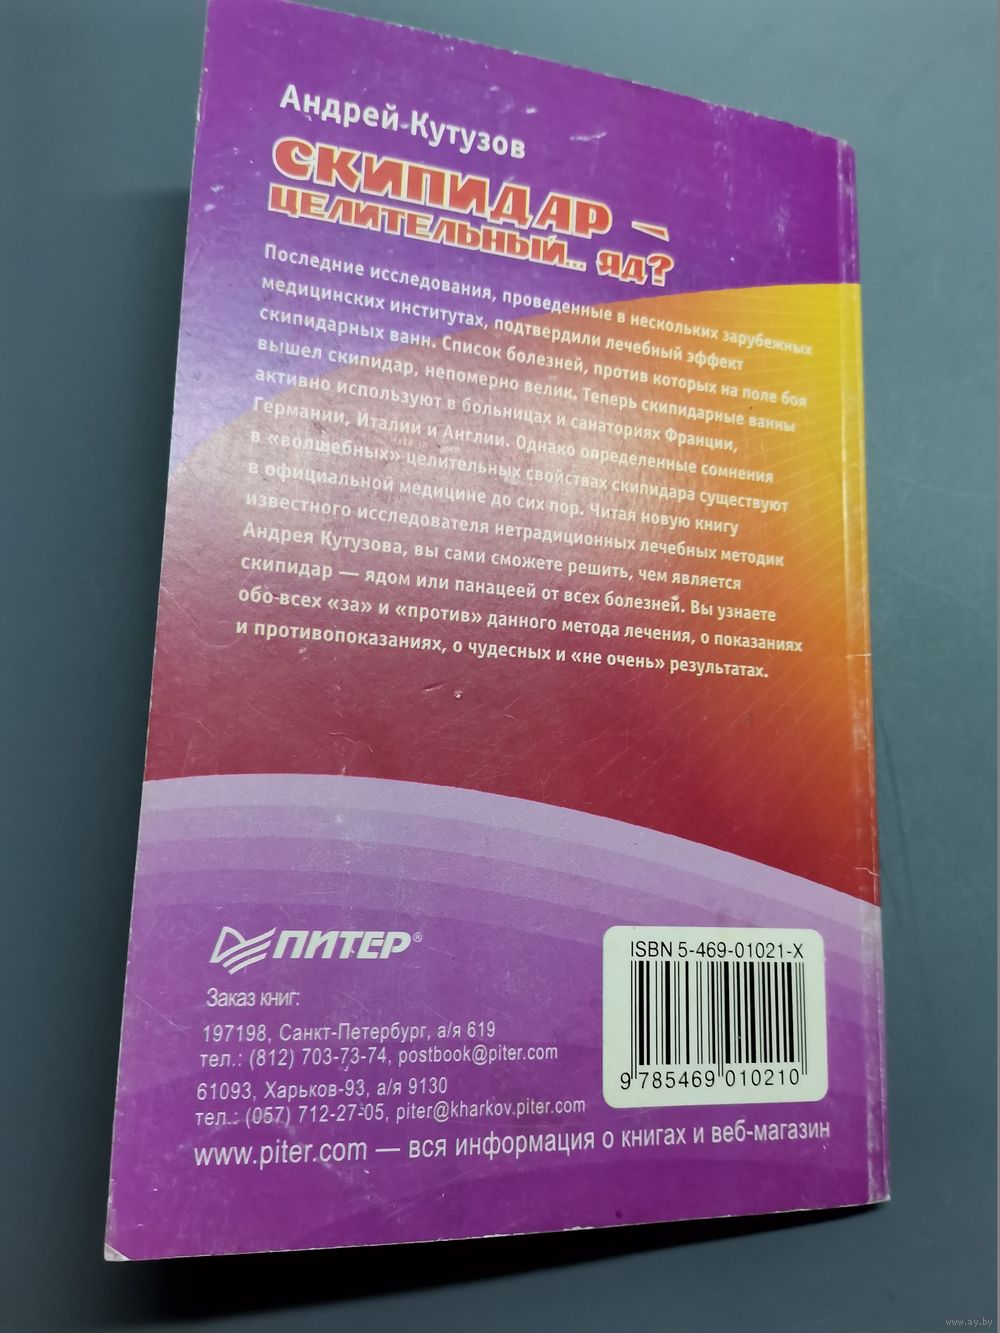 Андрей Кутузов
СКИПИДАР –
ЦЕЛИТЕЛЬНЫЙ... ЯД?
Последние исследования, проведенные в нескольких зарубежных
медицинских институтах, подтвердили лечебный эффект
скипидарных ванн. Список болезней, против которых на поле боя
вышел скипидар, непомерно велик. Теперь скипидарные ванны
активно используют в больницах и санаториях Франции,
Германии, Италии и Англии. Однако определенные сомнения
в «волшебных» целительных свойствах скипидара существуют
в официальной медицине до сих пор. Читая новую книгу
известного исследователя нетрадиционных лечебных методик
Андрея Кутузова, вы сами сможете решить, чем является
скипидар — ядом или панацеей от всех болезней. Вы узнаете
обо всех «за» и «против» данного метода лечения, о показаниях
и противопоказаниях, о чудесных и «не очень» результатах.
ПИТЕР®
Заказ книг:
197198, Санкт-Петербург, а/я 619
тел.: (812) 703-73-74, postbook@piter.com
61093, Харьков-93, а/я 9130
тел.: (057) 712-27-05, piter@kharkov.piter.com
www.piter.com — вся информация о книгах и веб-магазин
ISBN 5-469-01021-X
9 785469 010210
www.ay.by